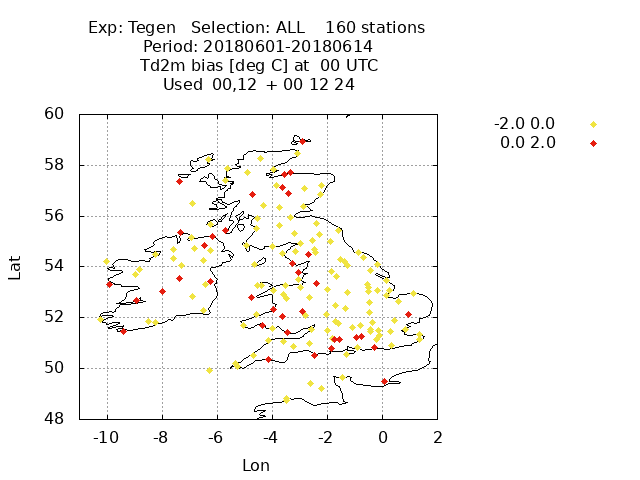 Exp: Tegen Selection: ALL 160 stations
Period: 20180601-20180614
Td2m bias [deg C] at 00 UTC
Used 00,12 + 00 12 24
-2.0 0.0
0.0 2.0
60
58
56
54
52
50
48
Lat
-10 -8 -6 -4 -2 0 2
Lon